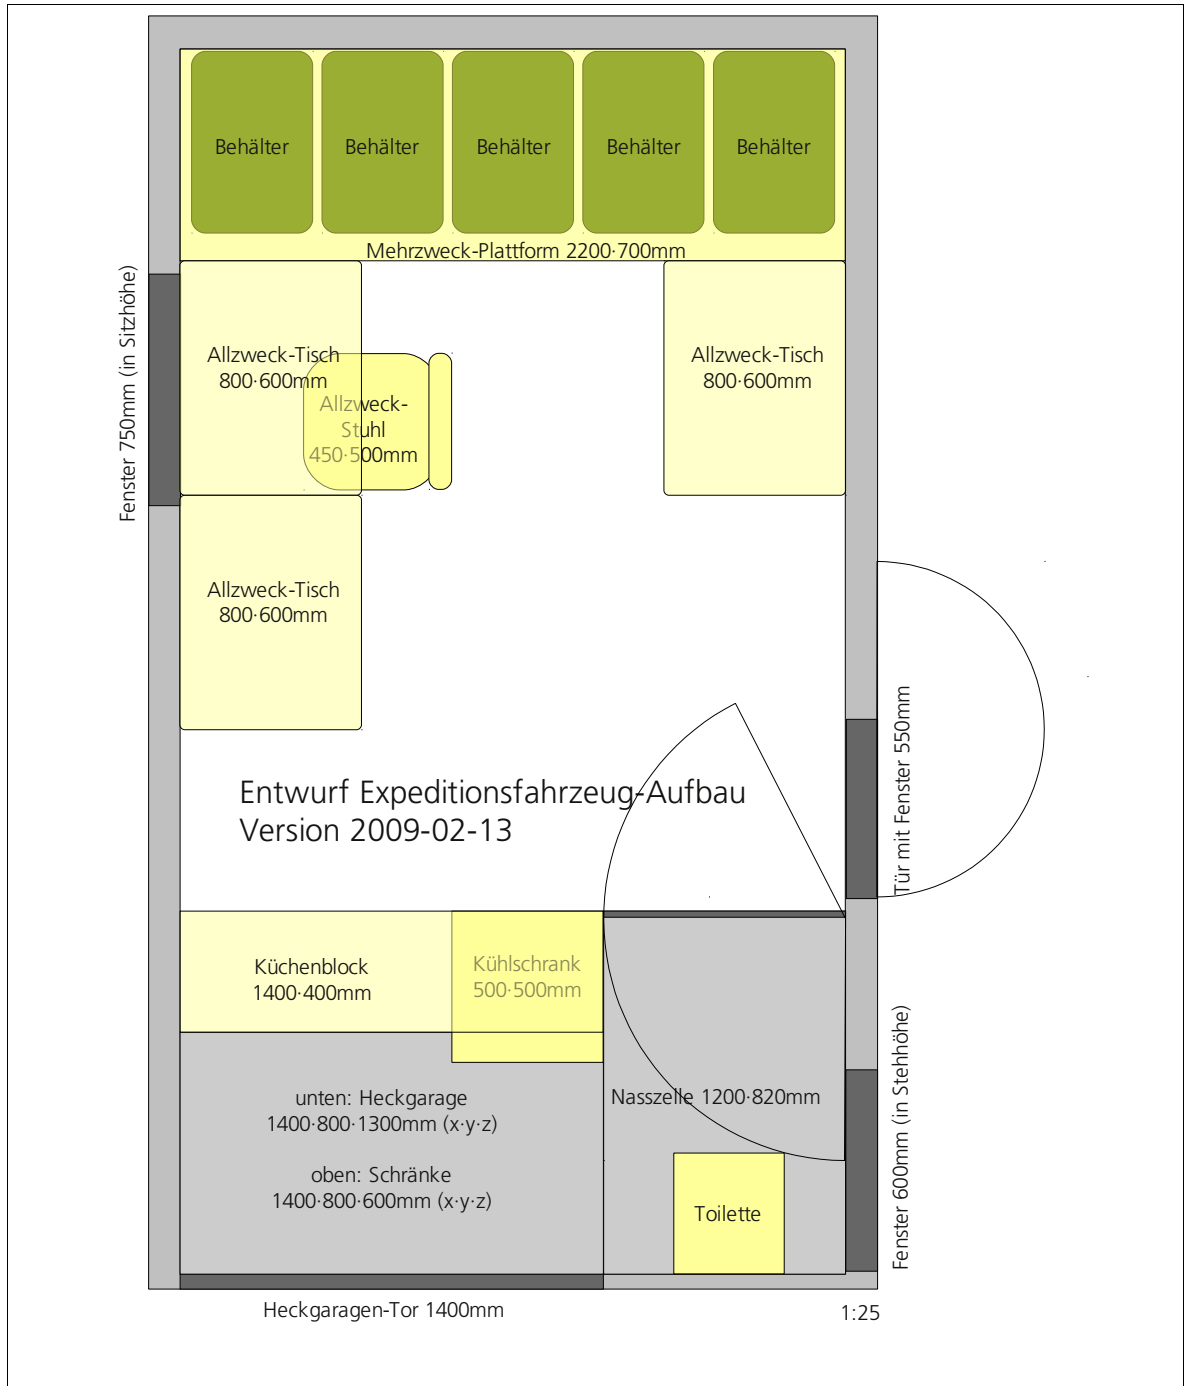 Behälter
Behälter
Behälter
Behälter
Behälter
Mehrzweck-Plattform 2200·700mm
Fenster 750mm (in Sitzhöhe)
Allzweck-Tisch
800·600mm
Allzweck-
Stuhl
450·500mm
Allzweck-Tisch
800·600mm
Allzweck-Tisch
800·600mm
Tür mit Fenster 550mm
Entwurf Expeditionsfahrzeug-Aufbau
Version 2009-02-13
Küchenblock
1400·400mm
Kühlschrank
500·500mm
unten: Heckgarage
1400·800·1300mm (x·y·z)
oben: Schränke
1400·800·600mm (x·y·z)
Nasszelle 1200·820mm
Toilette
Fenster 600mm (in Stehhöhe)
Heckgaragen-Tor 1400mm
1:25